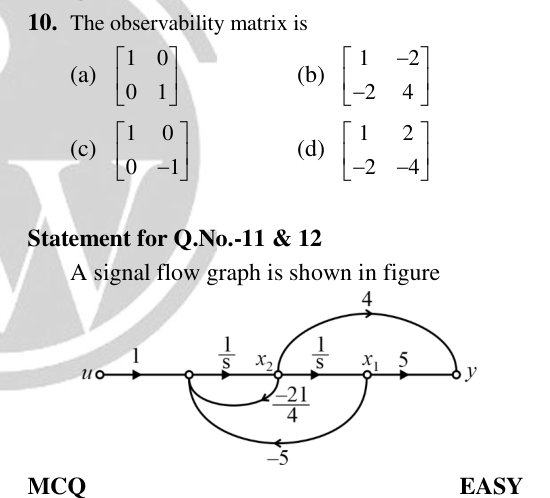 10. The observability matrix is
(a) [1 0; 0 1] (b) [1 –2; –2 4]
(c) [1 0; 0 –1] (d) [1 2; –2 –4]
Statement for Q.No.-11 & 12
A signal flow graph is shown in figure
4
u 1 1/s x₂ 1/s x₁ 5 y
–21/4
–5
MCQ EASY